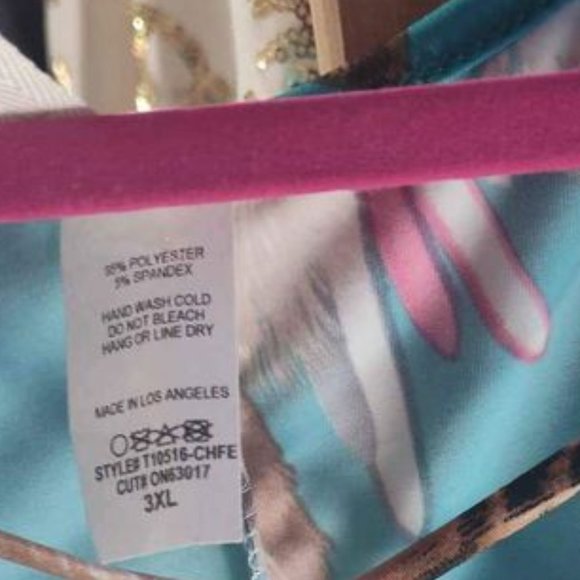 95% POLYESTER
5% SPANDEX
HAND WASH COLD
DO NOT BLEACH
HANG OR LINE DRY
MADE IN LOS ANGELES
STYLE# T10516-CHFE
CUT# ON63017
3XL